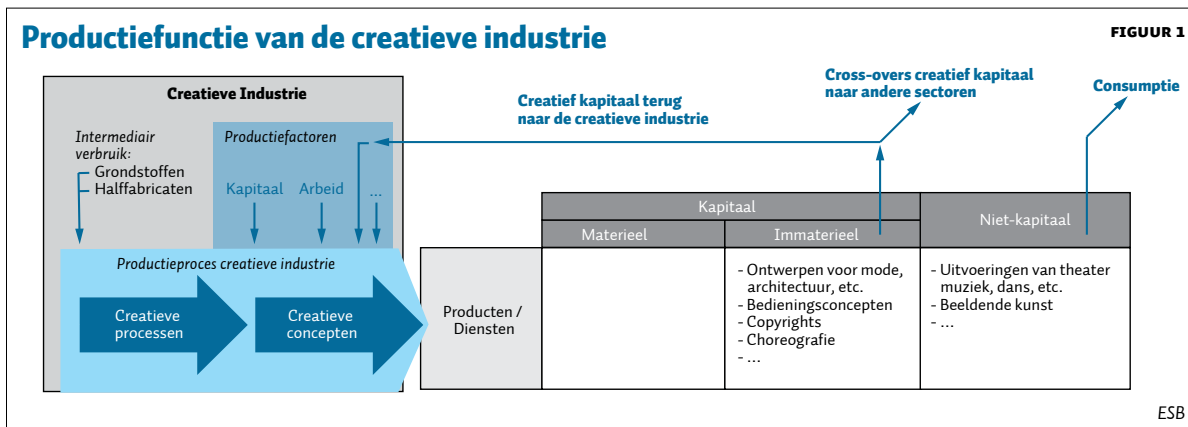 Productiefunctie van de creatieve industrie
FIGUUR 1
Creatieve Industrie
Intermediair
verbruik:
Grondstoffen
Halffabricaten
Productiefactoren
Kapitaal
Arbeid
...
Creatief kapitaal terug
naar de creatieve industrie
Cross-overs creatief kapitaal
naar andere sectoren
Consumptie
Productieproces creatieve industrie
Creatieve
processen
Creatieve
concepten
Producten /
Diensten
Kapitaal
Niet-kapitaal
Materieel
Immaterieel
- Ontwerpen voor mode,
architectuur, etc.
- Bedieningsconcepten
- Copyrights
- Choreografie
- ...
- Uitvoeringen van theater
muziek, dans, etc.
- Beeldende kunst
- ...
ESB